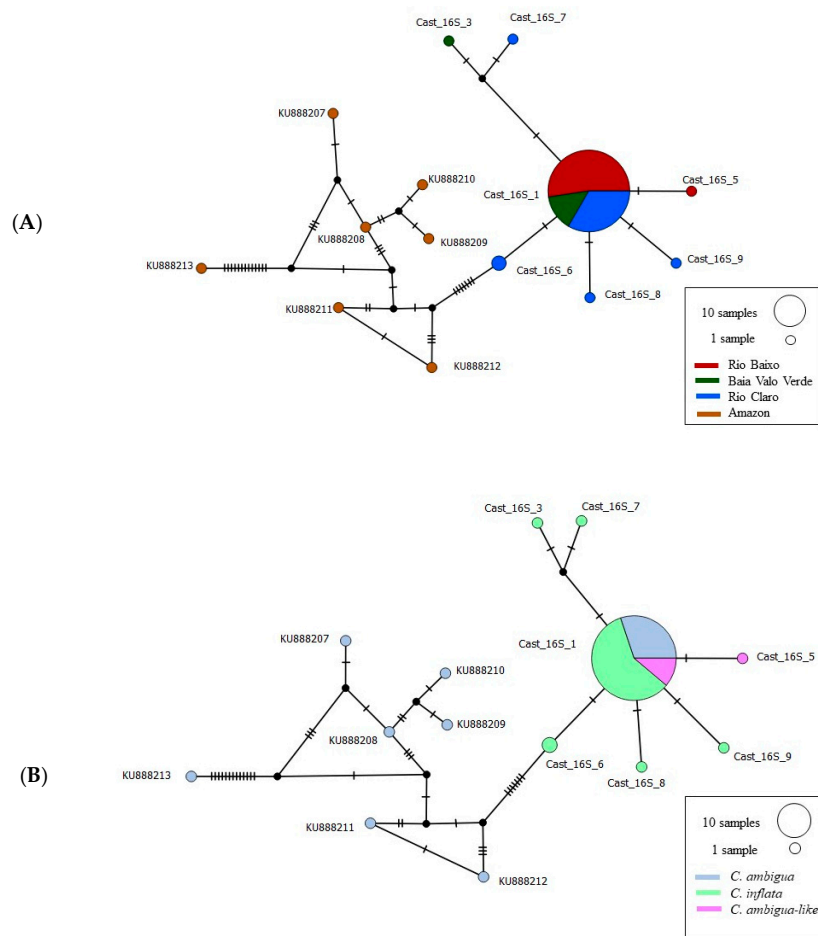 Cast_16S_3
Cast_16S_7
KU888207
KU888210
Cast_16S_1
Cast_16S_5
(A)
KU888208
KU888209
KU888213
Cast_16S_9
Cast_16S_6
Cast_16S_8
KU888211
KU888212
10 samples
1 sample
Rio Baixo
Baia Valo Verde
Rio Claro
Amazon
Cast_16S_3
Cast_16S_7
KU888207
Cast_16S_1
Cast_16S_5
KU888210
KU888209
KU888208
Cast_16S_9
Cast_16S_6
(B)
KU888213
Cast_16S_8
KU888211
KU888212
10 samples
1 sample
C. ambigua
C. inflata
C. ambigua-like